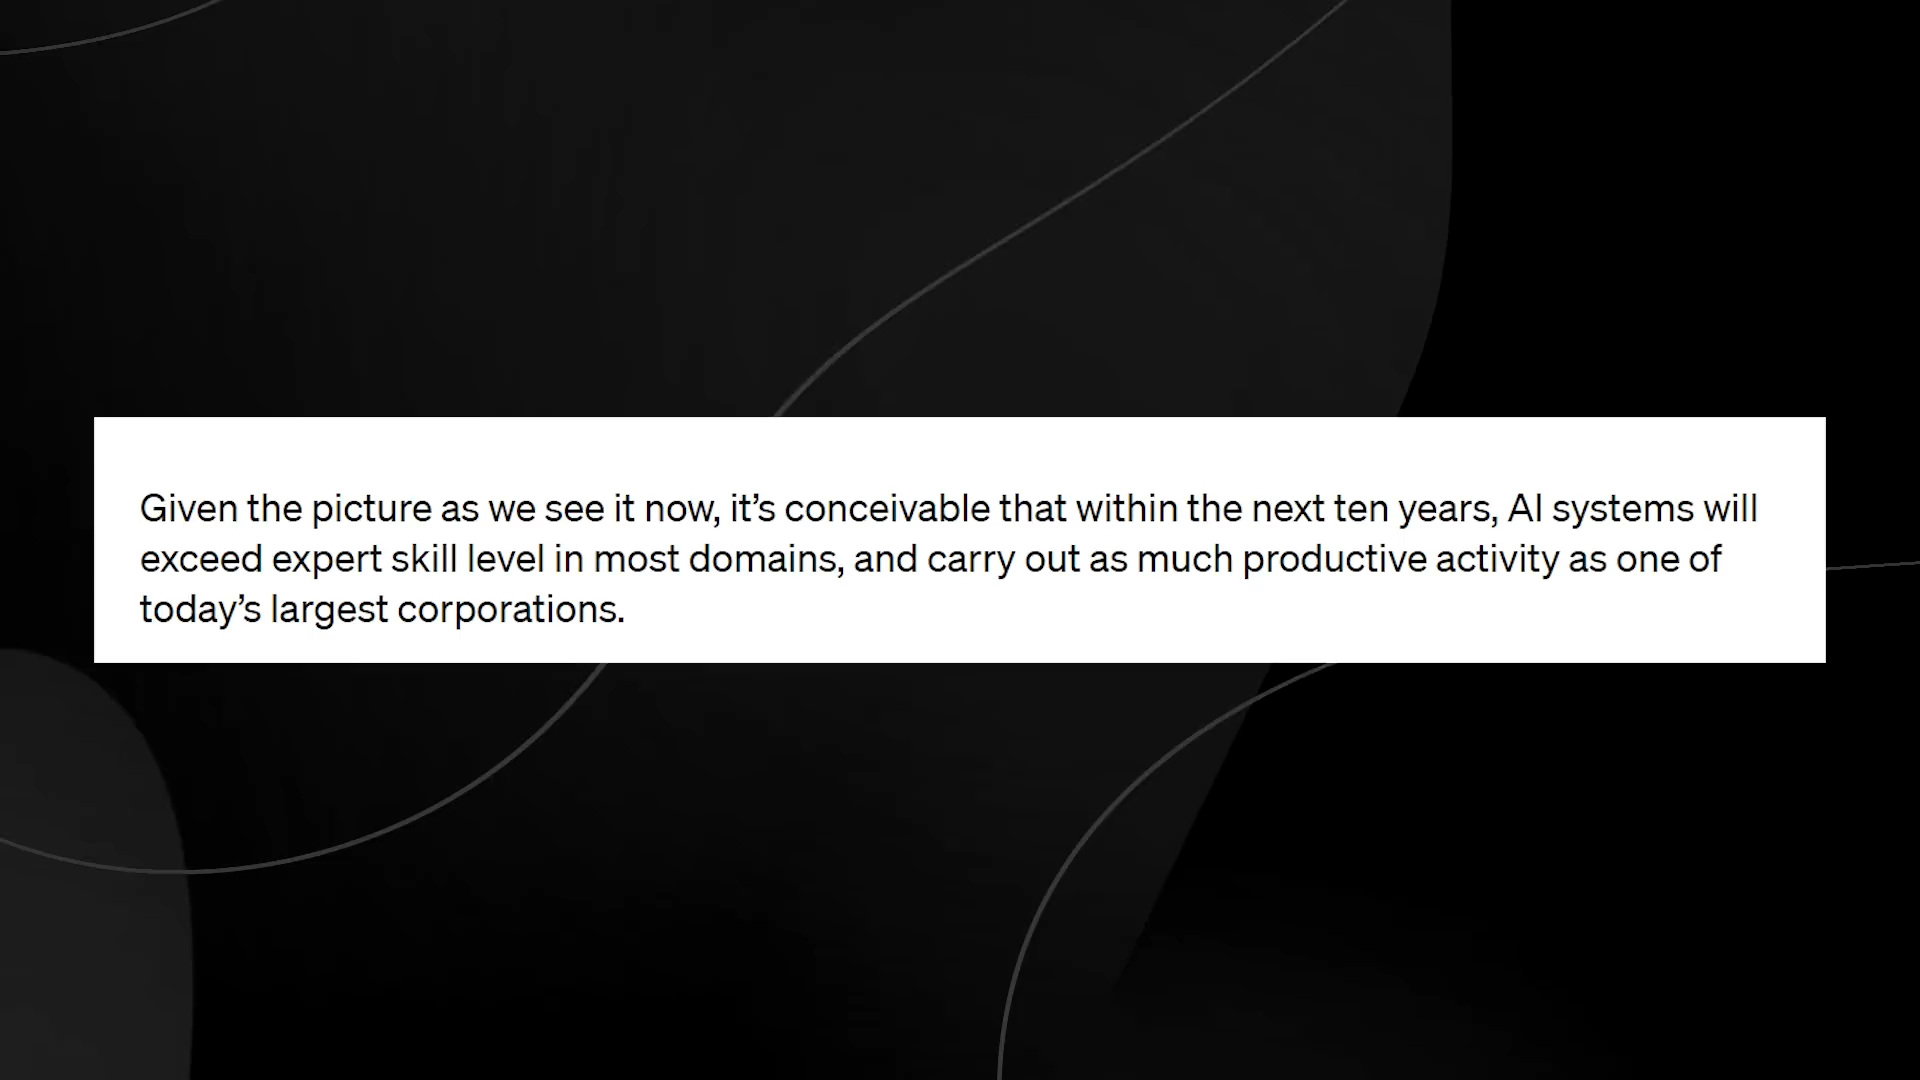 Given the picture as we see it now, it’s conceivable that within the next ten years, AI systems will
exceed expert skill level in most domains, and carry out as much productive activity as one of
today’s largest corporations.